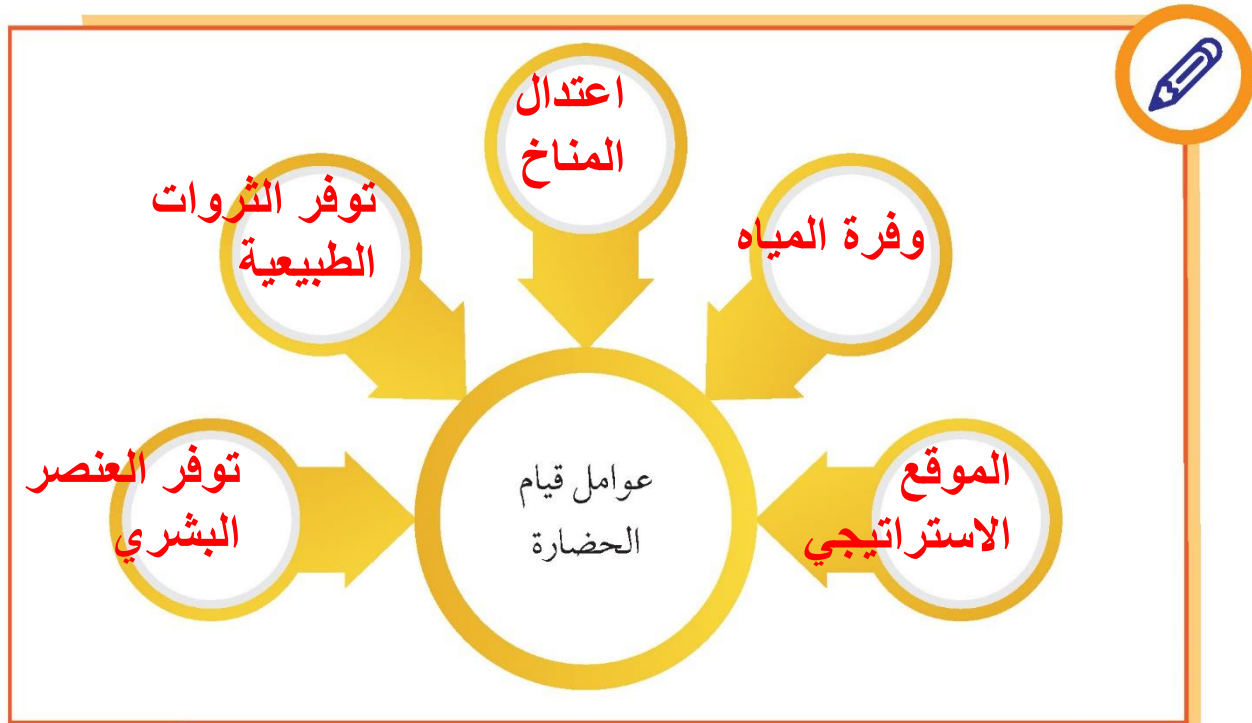 اعتدال
المناخ
وفرة المياه
توفر الثروات
الطبيعية
الموقع
الاستراتيجي
توفر العنصر
البشري
عوامل قيام
الحضارة